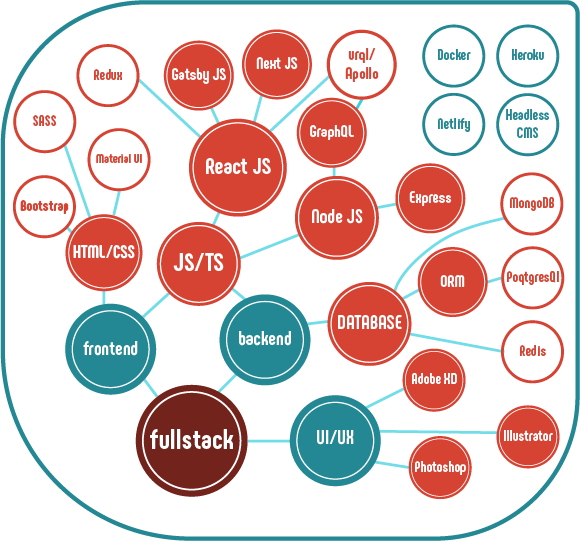 urql/
Apollo
Next JS
Docker
Heroku
Redux
Gatsby JS
SASS
Netlify
Headless
CMS
GraphQL
Material UI
React JS
Bootstrap
Express
MongoDB
Node JS
HTML/CSS
JS/TS
ORM
PoqtgresQl
DATABASE
backend
frontend
Redis
Adobe XD
fullstack
UI/UX
Illustrator
Photoshop